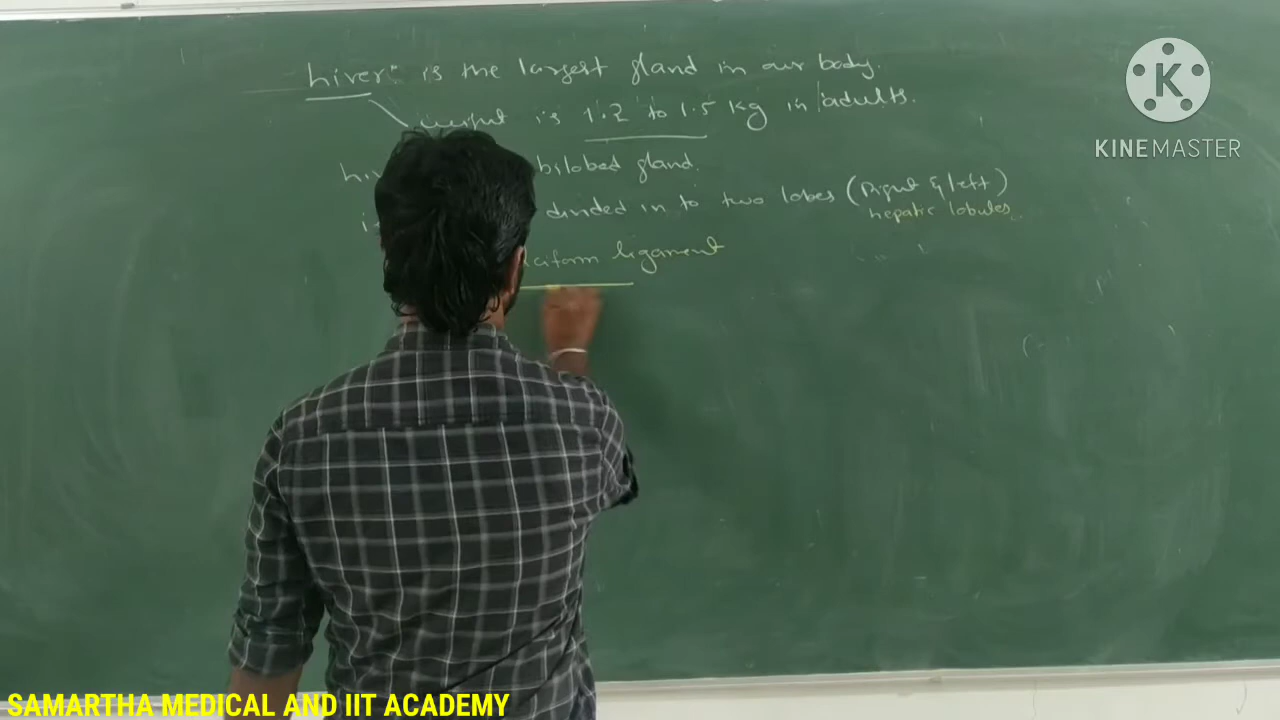 Liver" is the largest gland in our body.
weight is 1.2 to 1.5 Kg in adults.
bilobed gland.
is divided in to two lobes (Right & left)
hepatic lobules
ligament
K
KINEMASTER
SAMARTHA MEDICAL AND IIT ACADEMY